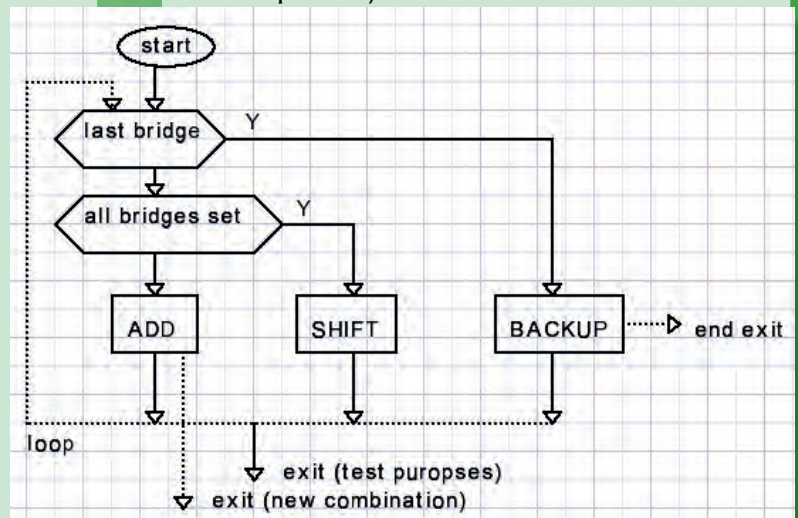 start
last bridge
Y
all bridges set
Y
ADD
SHIFT
BACKUP
end exit
loop
exit (test puropses)
exit (new combination)